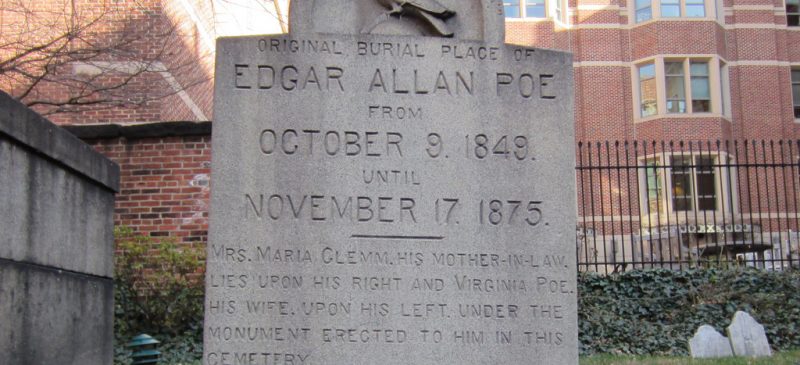 ORIGINAL BURIAL PLACE OF
EDGAR ALLAN POE
FROM
OCTOBER 9. 1849.
UNTIL
NOVEMBER 17. 1875.
MRS. MARIA CLEMM, HIS MOTHER-IN-LAW.
LIES UPON HIS RIGHT AND VIRGINIA POE.
HIS WIFE. UPON HIS LEFT. UNDER THE
MONUMENT ERECTED TO HIM IN THIS
CEMETERY